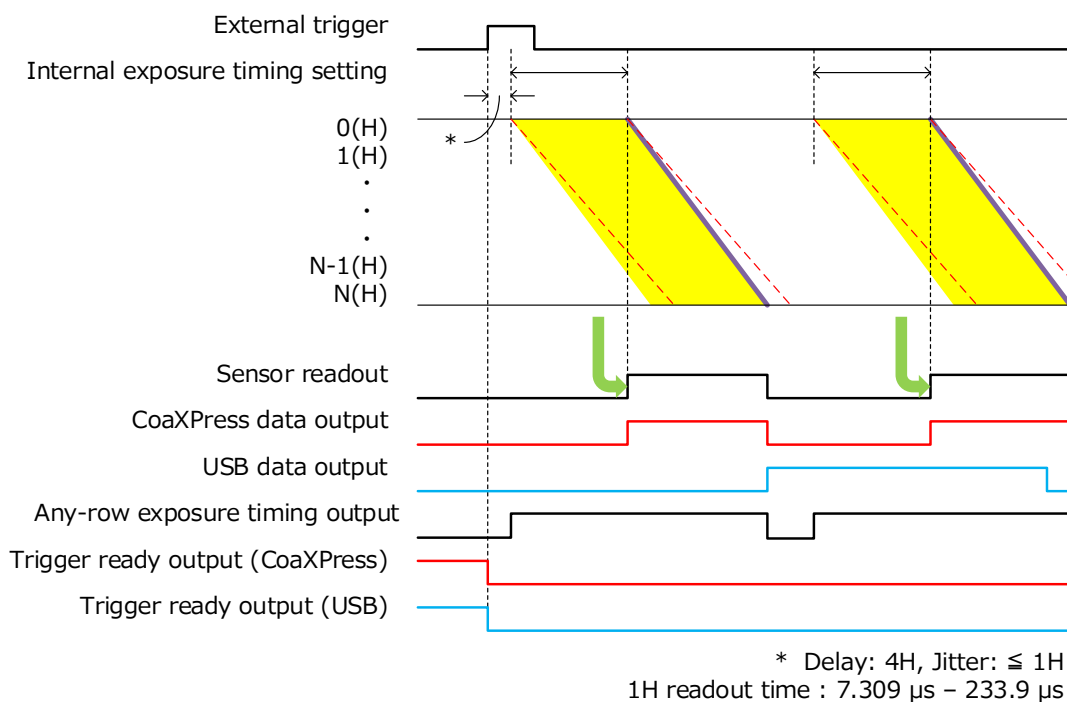 External trigger
Internal exposure timing setting
*
0(H)
1(H)
・
・
・
N-1(H)
N(H)
Sensor readout
CoaXPress data output
USB data output
Any-row exposure timing output
Trigger ready output (CoaXPress)
Trigger ready output (USB)
* Delay: 4H, Jitter: ≦ 1H
1H readout time : 7.309 μs – 233.9 μs